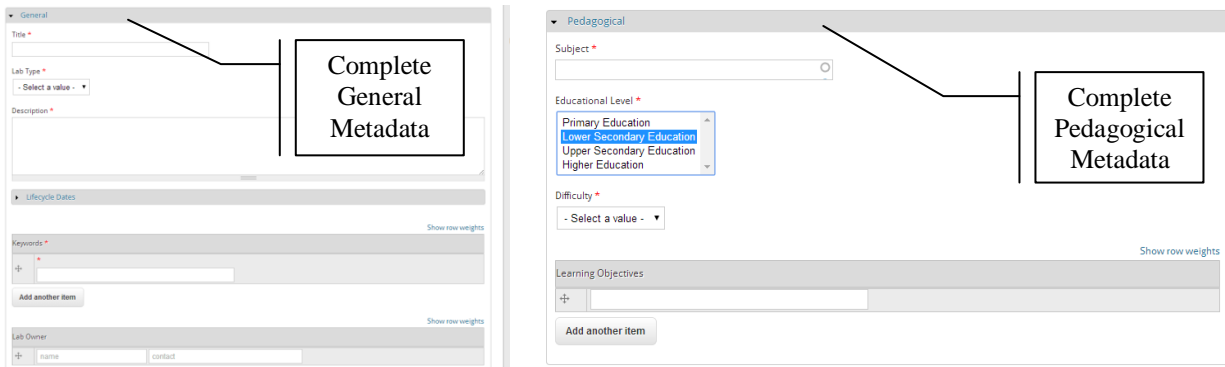 General
Title *
Lab Type *
- Select a value -
Description *
Complete
General
Metadata
Lifecycle Dates
Show row weights
Keywords *
*
Add another item
Show row weights
Lab Owner
name contact
Pedagogical
Subject *
Educational Level *
Primary Education
Lower Secondary Education
Upper Secondary Education
Higher Education
Complete
Pedagogical
Metadata
Difficulty *
- Select a value -
Show row weights
Learning Objectives
Add another item